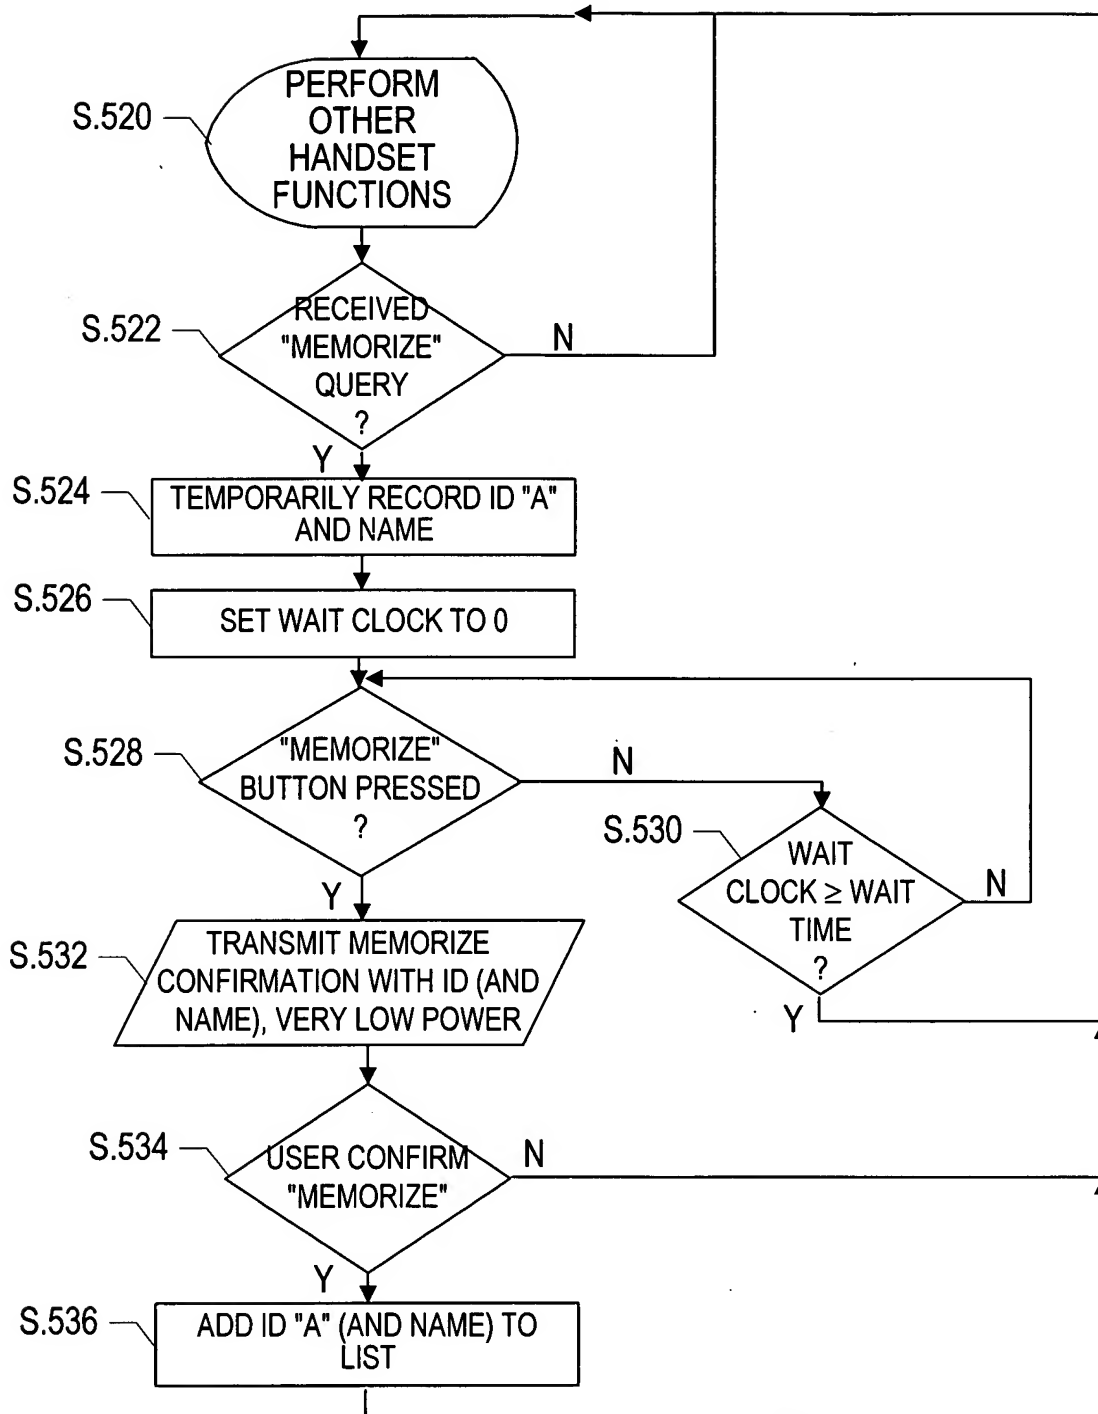 PERFORM
OTHER
HANDSET
FUNCTIONS
S.520
RECEIVED
"MEMORIZE"
QUERY
?
S.522
N
Y
S.524
TEMPORARILY RECORD ID "A"
AND NAME
S.526
SET WAIT CLOCK TO 0
S.528
"MEMORIZE"
BUTTON PRESSED
?
N
S.530
WAIT
CLOCK ≥ WAIT
TIME
?
N
Y
Y
S.532
TRANSMIT MEMORIZE
CONFIRMATION WITH ID (AND
NAME), VERY LOW POWER
S.534
USER CONFIRM
"MEMORIZE"
N
Y
S.536
ADD ID "A" (AND NAME) TO
LIST